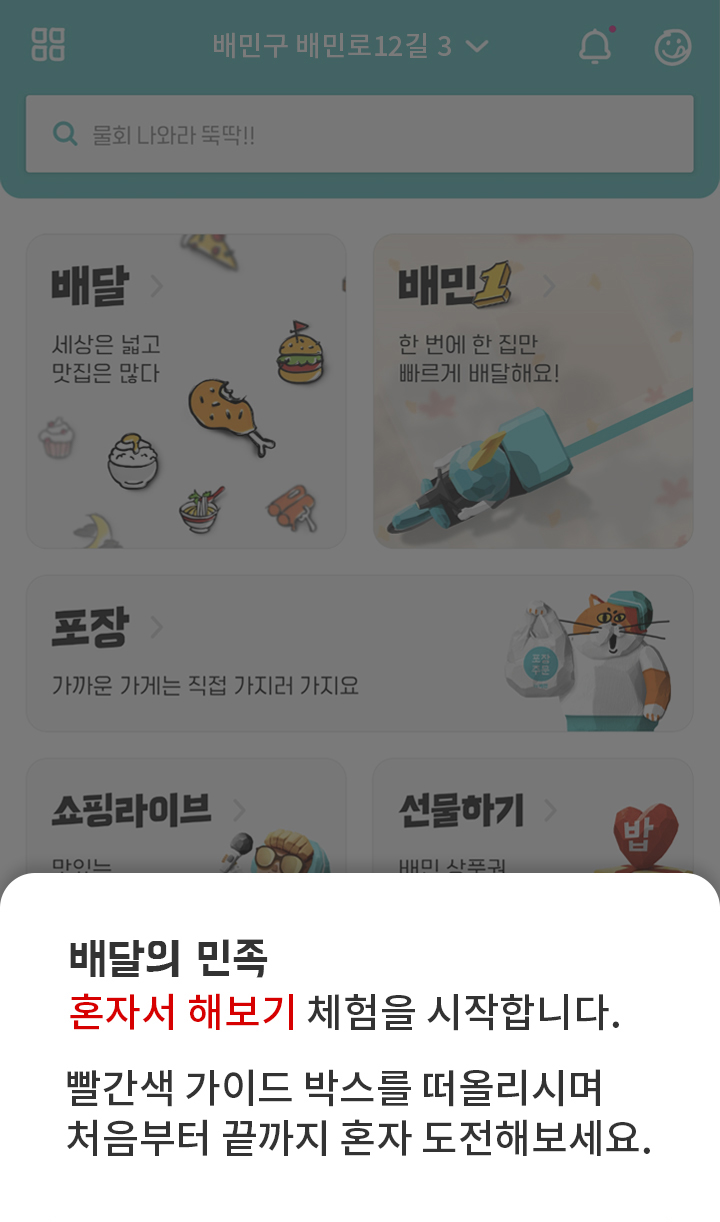 배민구 배민로12길 3
물회 나와라 뚝딱!!
배달
세상은 넓고
맛집은 많다
배민1
한 번에 한 집만
빠르게 배달해요!
포장
가까운 가게는 직접 가지러 가지요
포장
주문
쇼핑라이브
맛있는
선물하기
배민 상품권
밥
배달의 민족
혼자서 해보기 체험을 시작합니다.
빨간색 가이드 박스를 떠올리시며
처음부터 끝까지 혼자 도전해보세요.